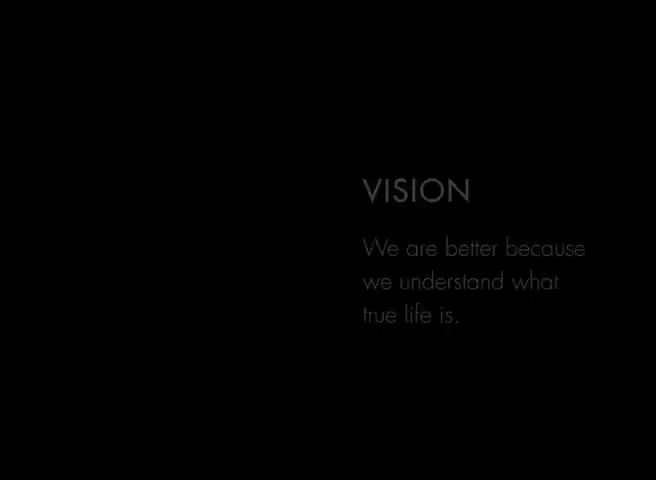 VISION
We are better because
we understand what
true life is.